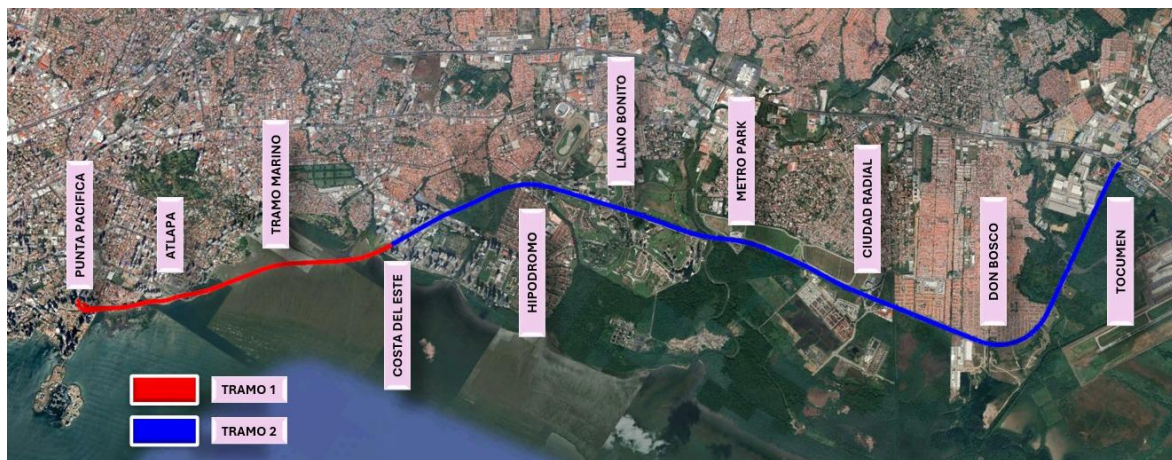 PUNTA PACIFICA
ATLAPA
TRAMO MARINO
COSTA DEL ESTE
HIPODROMO
LLANO BONITO
METRO PARK
CIUDAD RADIAL
DON BOSCO
TOCUMEN
TRAMO 1
TRAMO 2